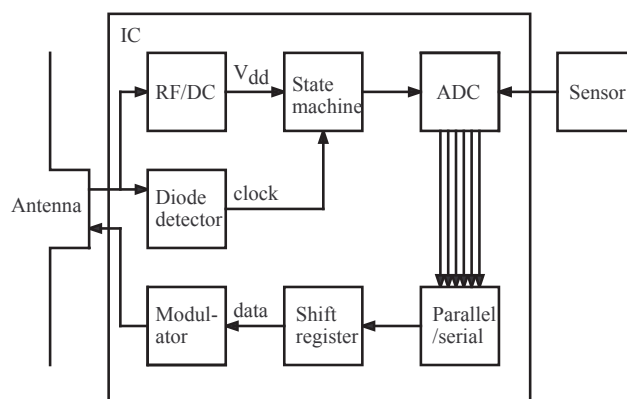 IC
RF/DC
Vdd
State
machine
ADC
Sensor
Antenna
Diode
detector
clock
Modul-
ator
data
Shift
register
Parallel
/serial